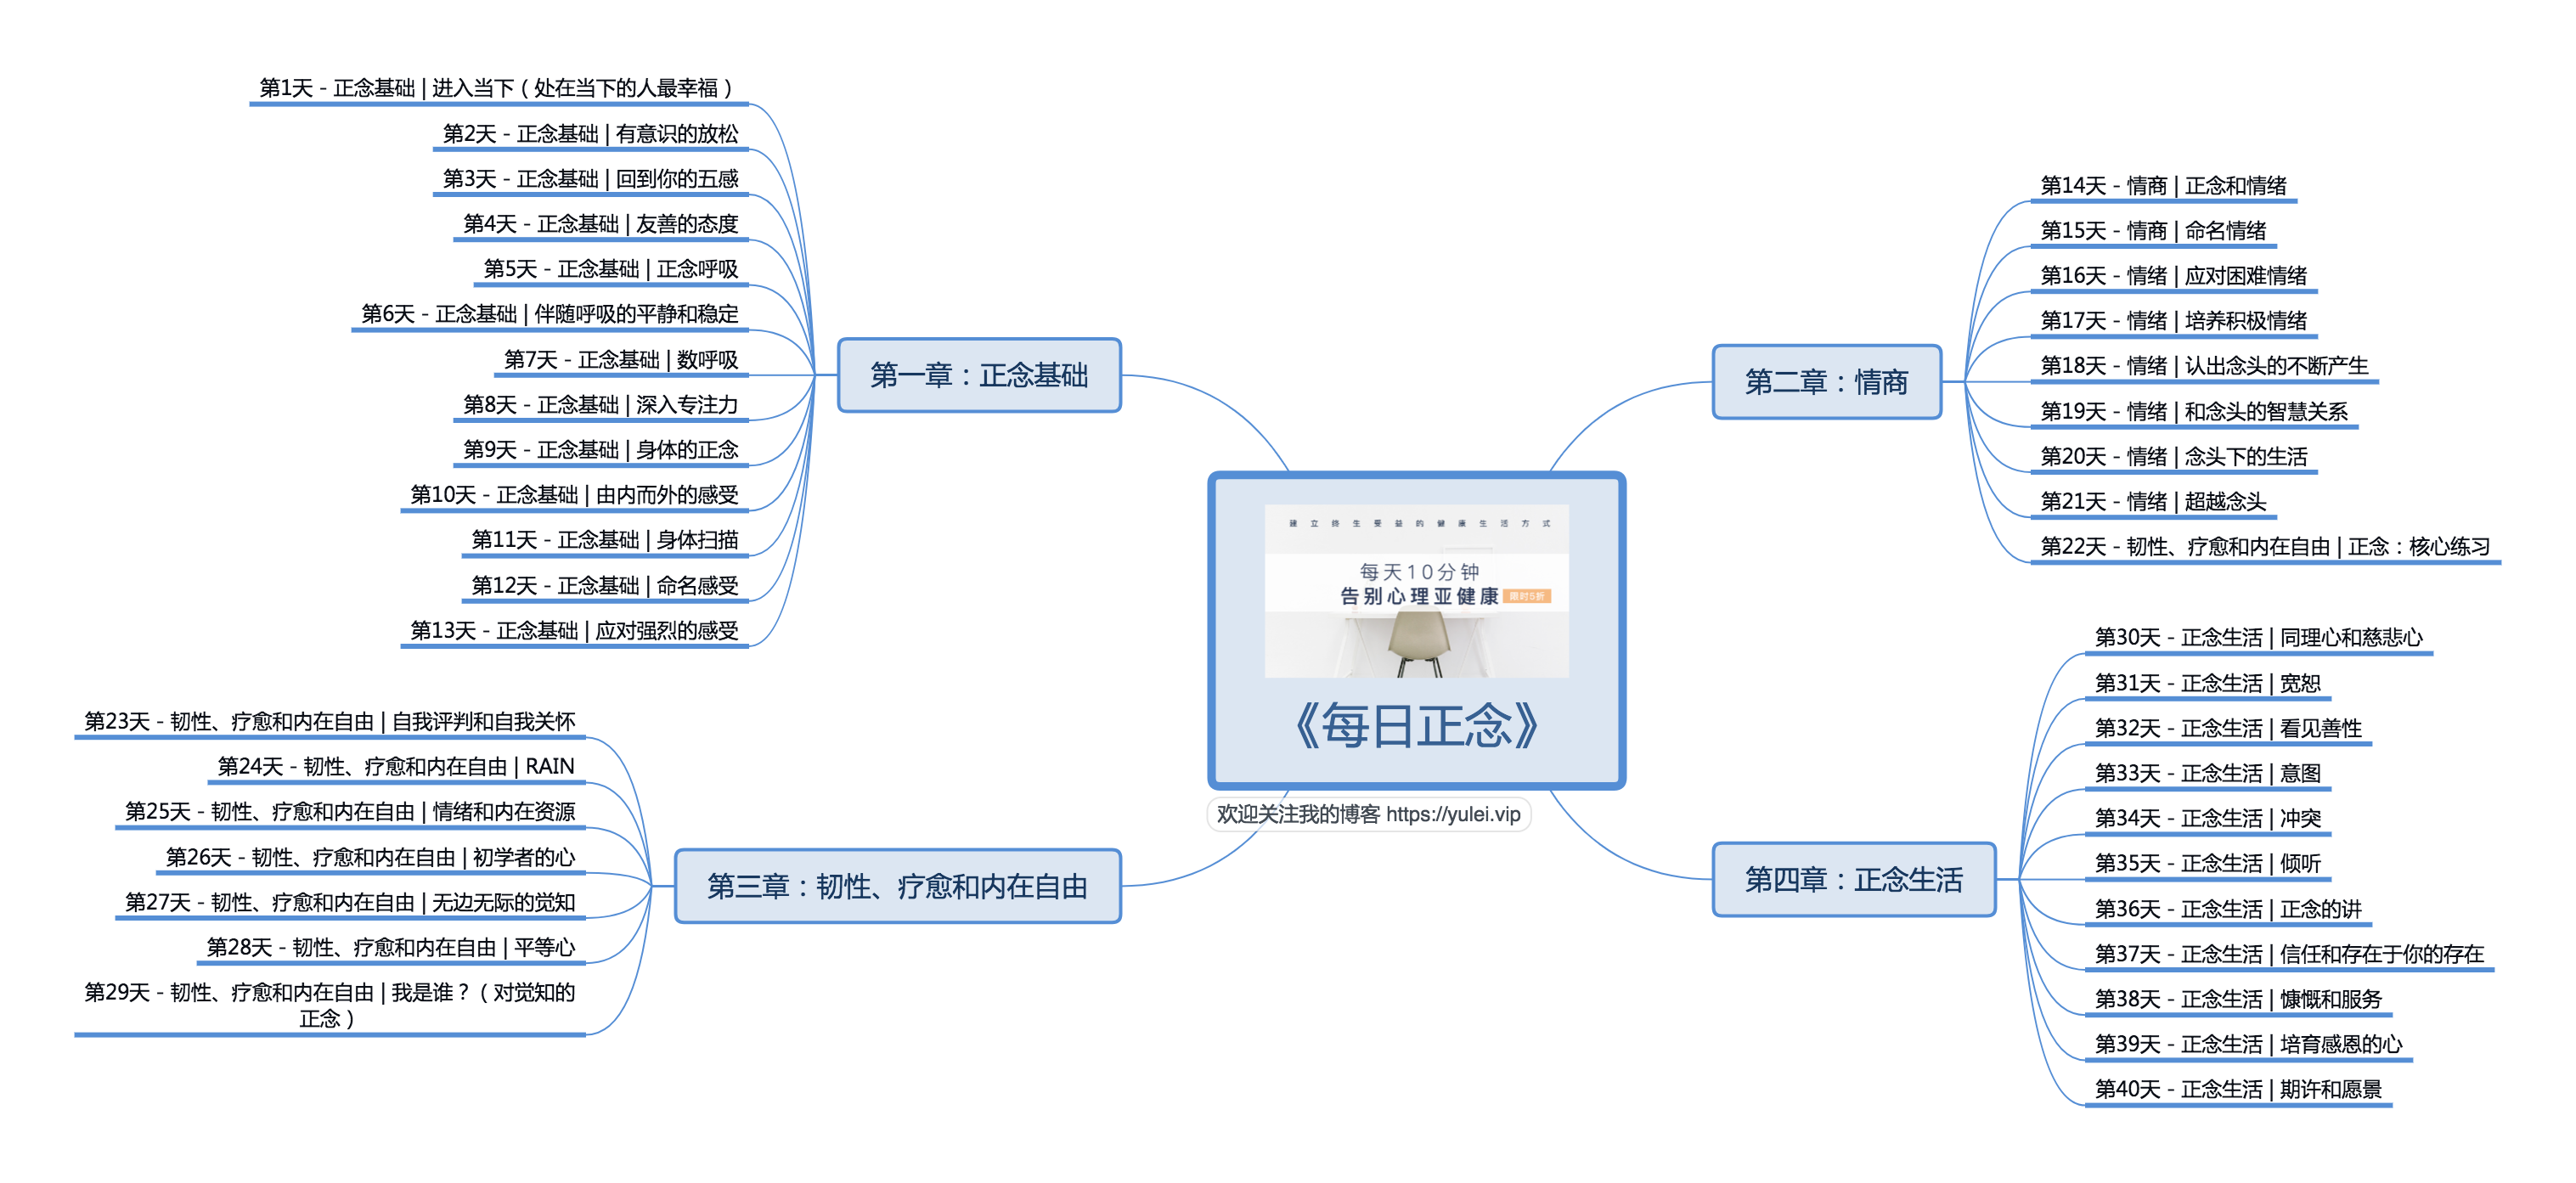 第1天 - 正念基础 | 进入当下（处在当下的人最幸福）
第2天 - 正念基础 | 有意识的放松
第3天 - 正念基础 | 回到你的五感
第4天 - 正念基础 | 友善的态度
第5天 - 正念基础 | 正念呼吸
第6天 - 正念基础 | 伴随呼吸的平静和稳定
第7天 - 正念基础 | 数呼吸
第8天 - 正念基础 | 深入专注力
第9天 - 正念基础 | 身体的正念
第10天 - 正念基础 | 由内而外的感受
第11天 - 正念基础 | 身体扫描
第12天 - 正念基础 | 命名感受
第13天 - 正念基础 | 应对强烈的感受
第一章：正念基础
第14天 - 情商 | 正念和情绪
第15天 - 情商 | 命名情绪
第16天 - 情绪 | 应对困难情绪
第17天 - 情绪 | 培养积极情绪
第18天 - 情绪 | 认出念头的不断产生
第19天 - 情绪 | 和念头的智慧关系
第20天 - 情绪 | 念头下的生活
第21天 - 情绪 | 超越念头
第22天 - 韧性、疗愈和内在自由 | 正念：核心练习
第二章：情商
建立终生受益的健康生活方式
每天10分钟
告别心理亚健康 限时5折
《每日正念》
欢迎关注我的博客 https://yulei.vip
第23天 - 韧性、疗愈和内在自由 | 自我评判和自我关怀
第24天 - 韧性、疗愈和内在自由 | RAIN
第25天 - 韧性、疗愈和内在自由 | 情绪和内在资源
第26天 - 韧性、疗愈和内在自由 | 初学者的心
第27天 - 韧性、疗愈和内在自由 | 无边无际的觉知
第28天 - 韧性、疗愈和内在自由 | 平等心
第29天 - 韧性、疗愈和内在自由 | 我是谁？（对觉知的
正念）
第三章：韧性、疗愈和内在自由
第30天 - 正念生活 | 同理心和慈悲心
第31天 - 正念生活 | 宽恕
第32天 - 正念生活 | 看见善性
第33天 - 正念生活 | 意图
第34天 - 正念生活 | 冲突
第35天 - 正念生活 | 倾听
第36天 - 正念生活 | 正念的讲
第37天 - 正念生活 | 信任和存在于你的存在
第38天 - 正念生活 | 慷慨和服务
第39天 - 正念生活 | 培育感恩的心
第40天 - 正念生活 | 期许和愿景
第四章：正念生活